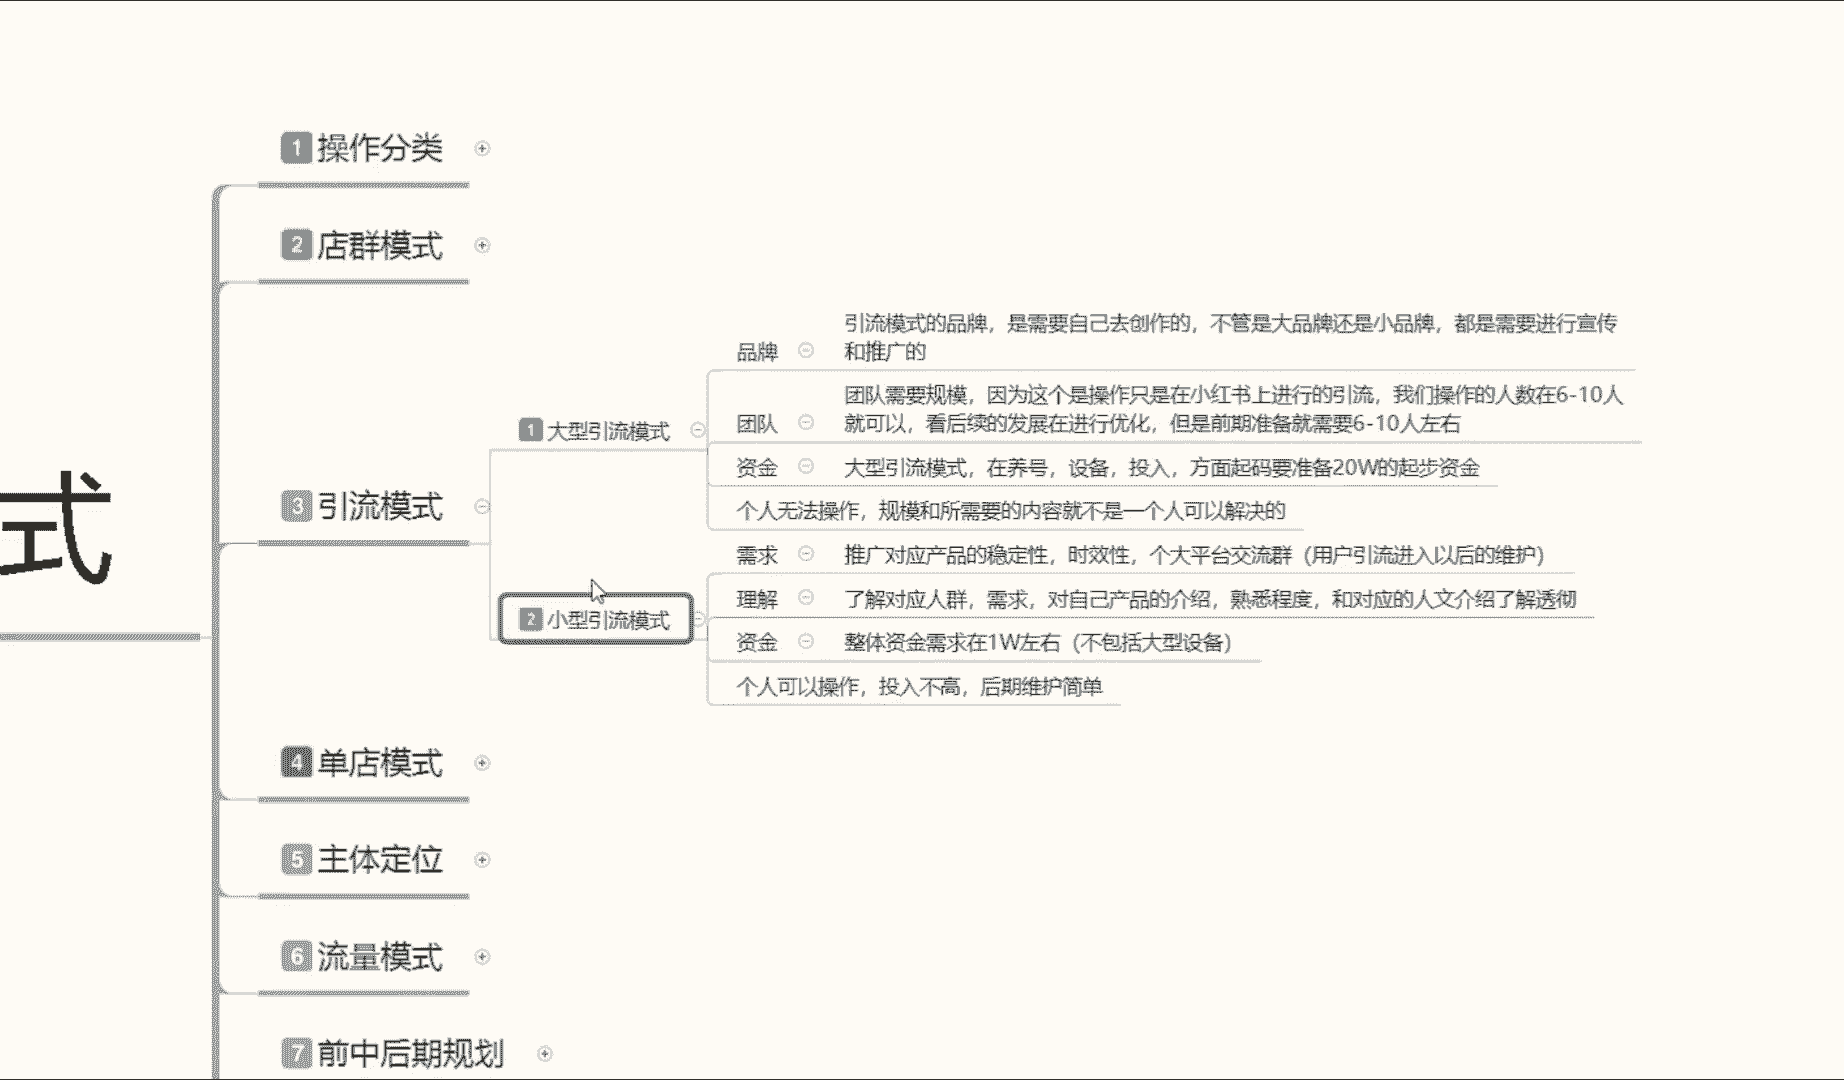 式
1 操作分类
2 店群模式
3 引流模式
1 大型引流模式
品牌
引流模式的品牌，是需要自己去创作的，不管是大品牌还是小品牌，都是需要进行宣传
和推广的
团队
团队需要规模，因为这个是操作只是在小红书上进行的引流，我们操作的人数在6-10人
就可以，看后续的发展在进行优化，但是前期准备就需要6-10人左右
资金
大型引流模式，在养号，设备，投入，方面起码要准备20W的起步资金
个人无法操作，规模和所需要的内容就不是一个人可以解决的
2 小型引流模式
需求
推广对应产品的稳定性，时效性，个大平台交流群（用户引流进入以后的维护）
理解
了解对应人群，需求，对自己产品的介绍，熟悉程度，和对应的人文介绍了解透彻
资金
整体资金需求在1W左右（不包括大型设备）
个人可以操作，投入不高，后期维护简单
4 单店模式
5 主体定位
6 流量模式
7 前中后期规划